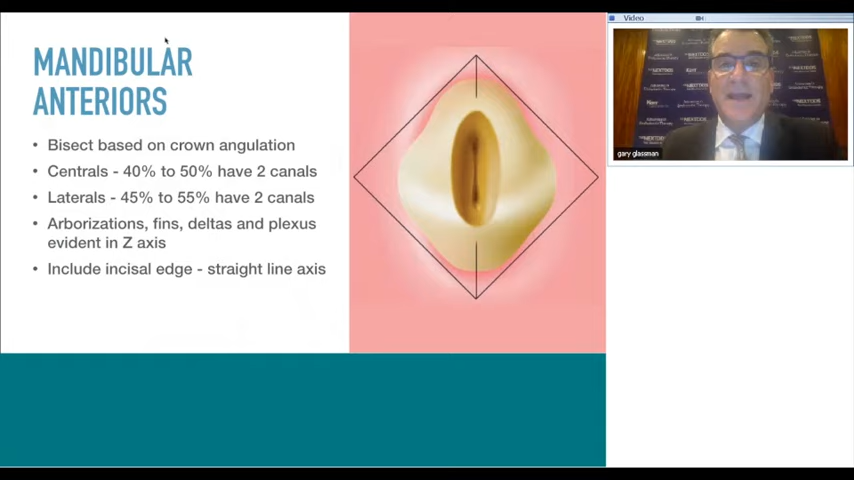 MANDIBULAR
ANTERIORS
• Bisect based on crown angulation
• Centrals - 40% to 50% have 2 canals
• Laterals - 45% to 55% have 2 canals
• Arborizations, fins, deltas and plexus
evident in Z axis
• Include incisal edge - straight line axis
Video
gary glassman